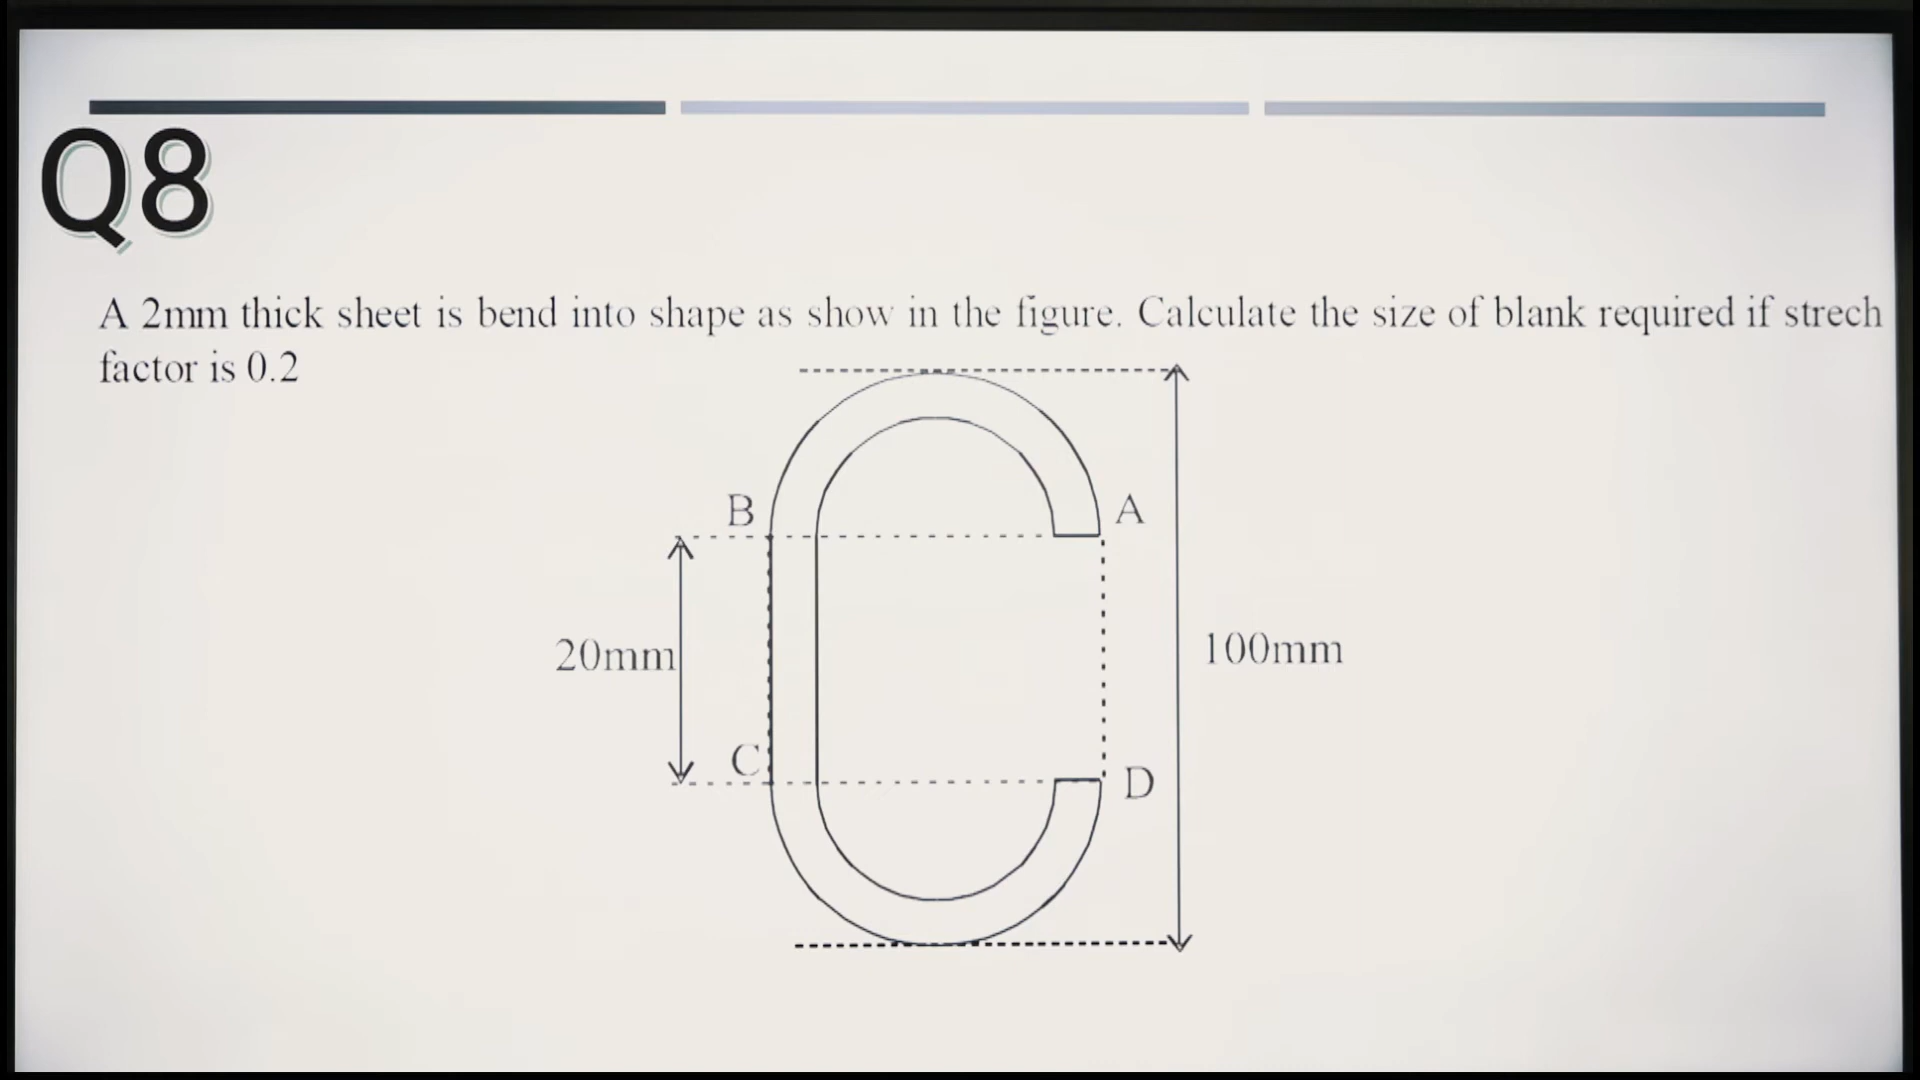 Q8
A 2mm thick sheet is bend into shape as show in the figure. Calculate the size of blank required if strech
factor is 0.2
B
A
20mm
100mm
C
D